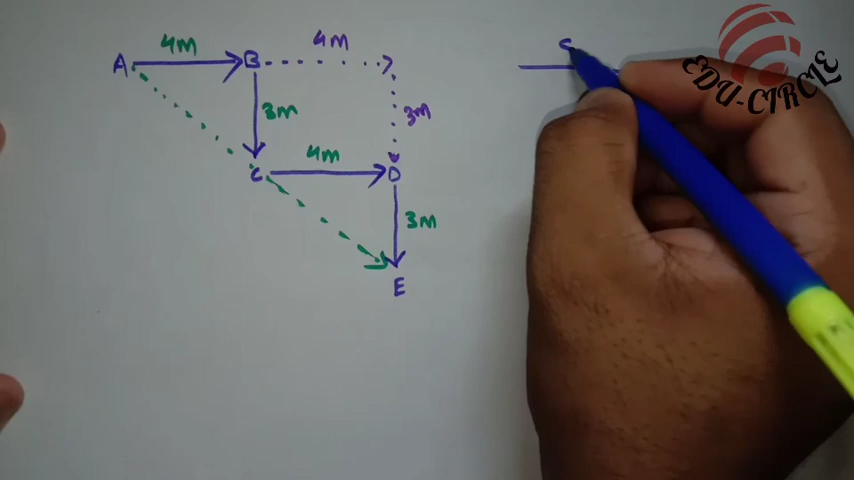 4M 4M
A B
3M 3M
4M
C D
3M
E
EDU-CIRCLE